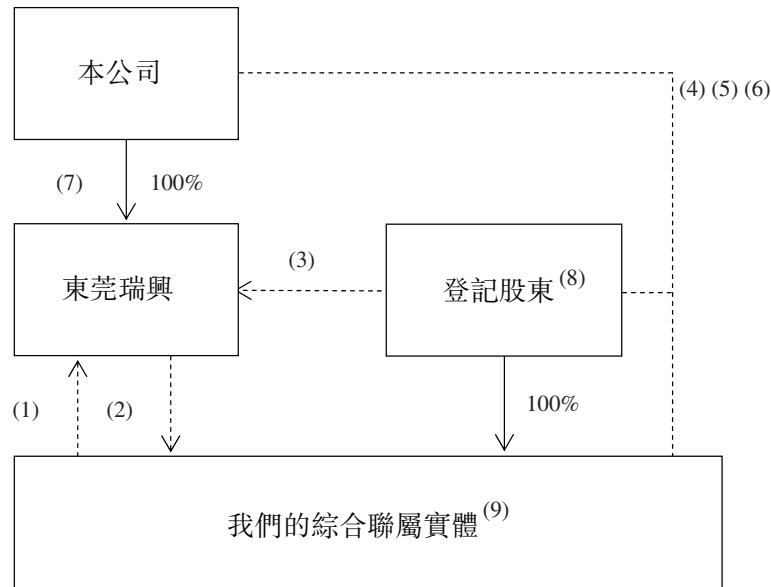 本公司
(4) (5) (6)
(7) 100%
東莞瑞興
(3)
登記股東(8)
(1) (2)
100%
我們的綜合聯屬實體(9)